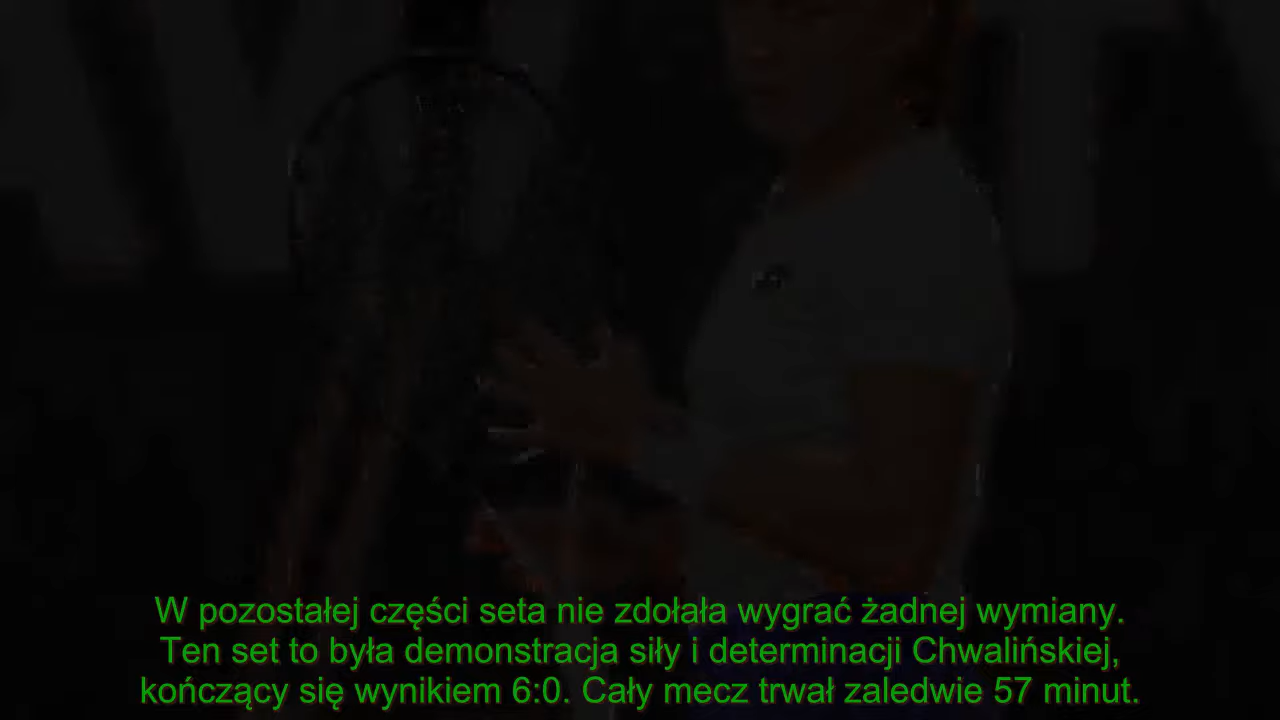 W pozostałej części seta nie zdołała wygrać żadnej wymiany.
Ten set to była demonstracja siły i determinacji Chwalińskiej,
kończący się wynikiem 6:0. Cały mecz trwał zaledwie 57 minut.